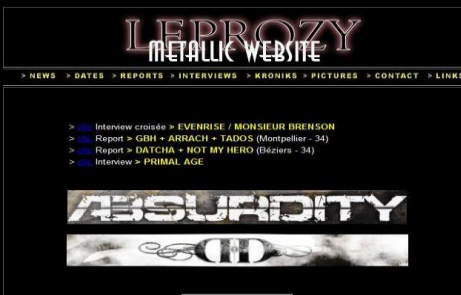 LEPROZY
METALLIC WEBSITE
> NEWS > DATES > REPORTS > INTERVIEWS > KRONIKS > PICTURES > CONTACT > LINKS
> Interview croisée > EVENRISE / MONSIEUR BRENSON
> Report > GBH + ARRACH + TADOS (Montpellier - 34)
> Report > DATCHA + NOT MY HERO (Béziers - 34)
> Interview > PRIMAL AGE
ABSURDITY